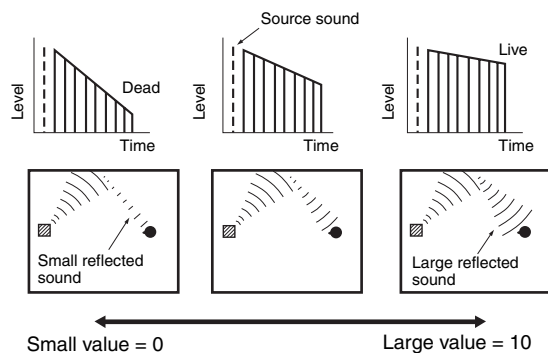 Source sound
Level
Dead
Time
Level
Time
Level
Live
Time
Small reflected
sound
Large reflected
sound
Small value = 0
Large value = 10